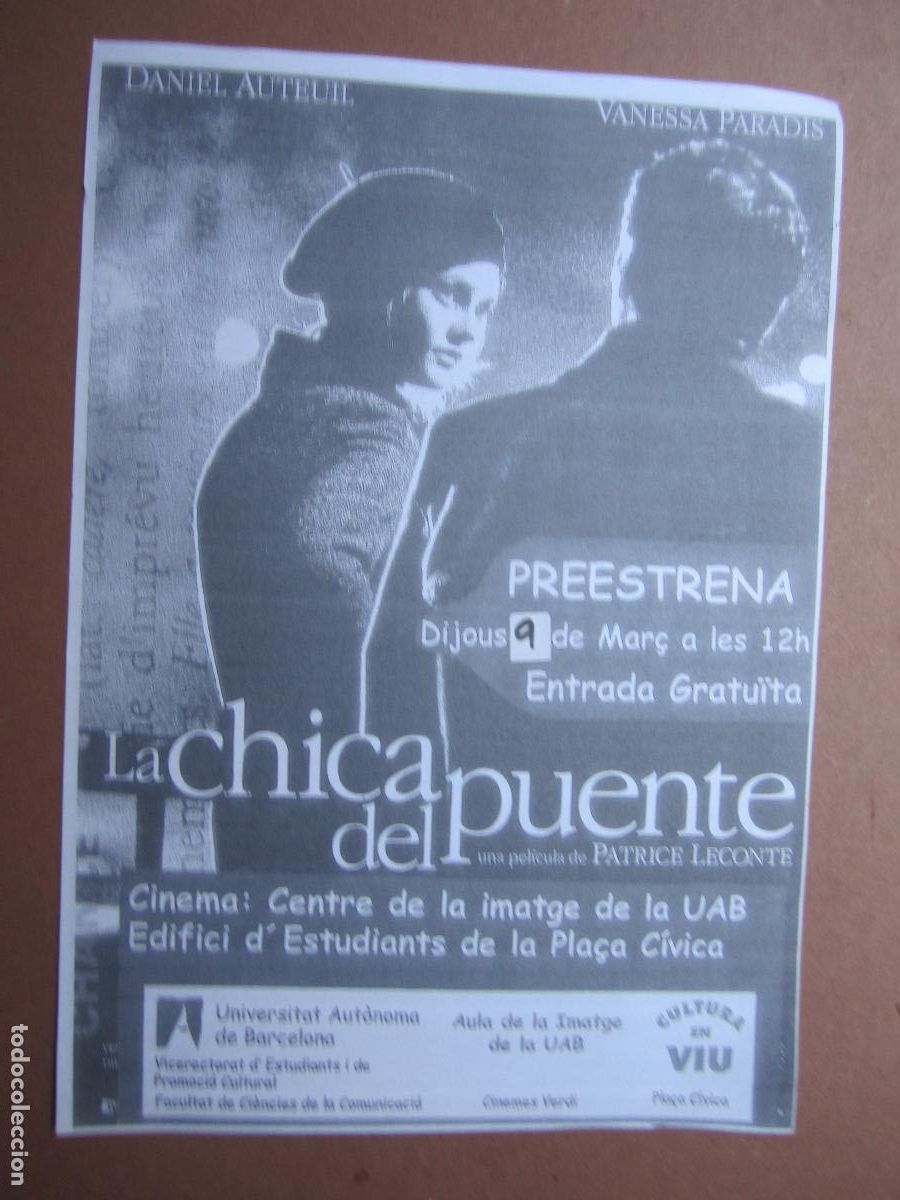 DANIEL AUTEUIL
VANESSA PARADIS
d'imprévu
PREESTRENA
Dijous 9 de Març a les 12h
Entrada Gratuïta
La chica
del puente
una película de PATRICE LECONTE
Cinema: Centre de la imatge de la UAB
Edifici d'Estudiants de la Plaça Cívica
Universitat Autònoma
de Barcelona
Vicerectorat d'Estudiants i de
Promoció Cultural
Facultat de Ciències de la Comunicació
Aula de la Imatge
de la UAB
Cinemes Verdi
CULTURA
EN
VIU
Plaça Cívica
todocoleccion